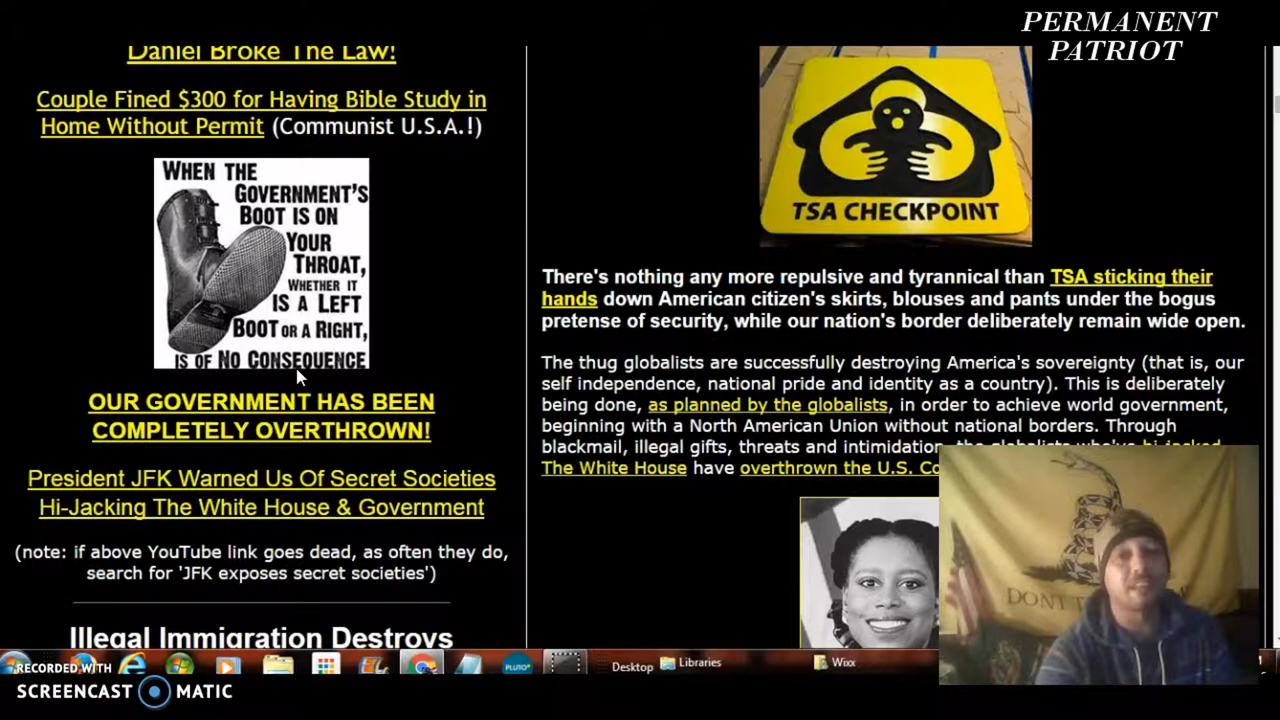 PERMANENT
PATRIOT
Daniel Broke The Law!
Couple Fined $300 for Having Bible Study in
Home Without Permit (Communist U.S.A.!)
WHEN THE
GOVERNMENT'S
BOOT IS ON
YOUR
THROAT,
WHETHER IT
IS A LEFT
BOOT OR A RIGHT,
IS OF NO CONSEQUENCE
OUR GOVERNMENT HAS BEEN
COMPLETELY OVERTHROWN!
President JFK Warned Us Of Secret Societies
Hi-Jacking The White House & Government
(note: if above YouTube link goes dead, as often they do,
search for 'JFK exposes secret societies')
Illegal Immigration Destroys
TSA CHECKPOINT
There's nothing any more repulsive and tyrannical than TSA sticking their
hands down American citizen's skirts, blouses and pants under the bogus
pretense of security, while our nation's border deliberately remain wide open.
The thug globalists are successfully destroying America's sovereignty (that is, our
self independence, national pride and identity as a country). This is deliberately
being done, as planned by the globalists, in order to achieve world government,
beginning with a North American Union without national borders. Through
blackmail, illegal gifts, threats and intimidation, the globalists who've hi-jacked
The White House have overthrown the U.S. Co
DONT T
PLUTO
Desktop
Libraries
Wixx
RECORDED WITH
SCREENCAST MATIC